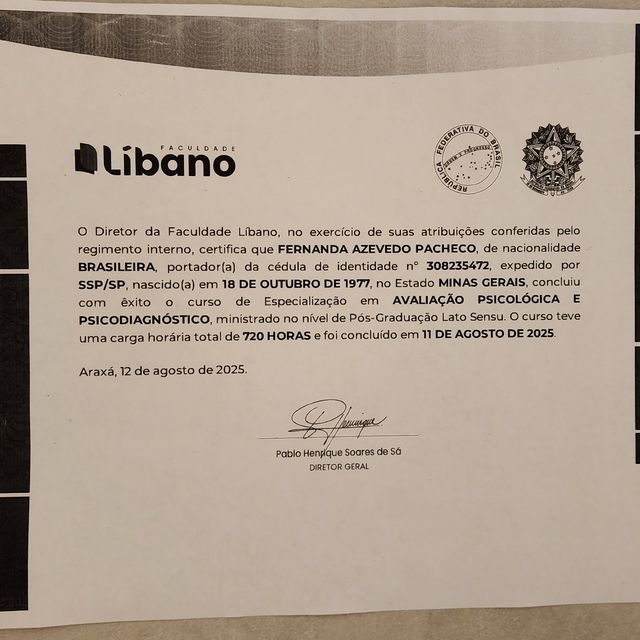 FACULDADE
Líbano
REPÚBLICA FEDERATIVA DO BRASIL
ORDEM E PROGRESSO
O Diretor da Faculdade Líbano, no exercício de suas atribuições conferidas pelo
regimento interno, certifica que FERNANDA AZEVEDO PACHECO, de nacionalidade
BRASILEIRA, portador(a) da cédula de identidade nº 308235472, expedido por
SSP/SP, nascido(a) em 18 DE OUTUBRO DE 1977, no Estado MINAS GERAIS, concluiu
com êxito o curso de Especialização em AVALIAÇÃO PSICOLÓGICA E
PSICODIAGNÓSTICO, ministrado no nível de Pós-Graduação Lato Sensu. O curso teve
uma carga horária total de 720 HORAS e foi concluído em 11 DE AGOSTO DE 2025.
Araxá, 12 de agosto de 2025.
PHenrique
Pablo Henrique Soares de Sá
DIRETOR GERAL